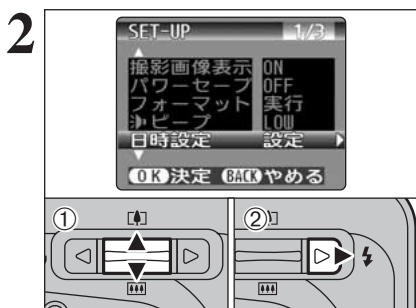 2
SET-UP 1/3
撮影画像表示 ON
パワーセーブ OFF
フォーマット 実行
ビープ LOW
日時設定 設定
OK 決定 BACK やめる
① ②